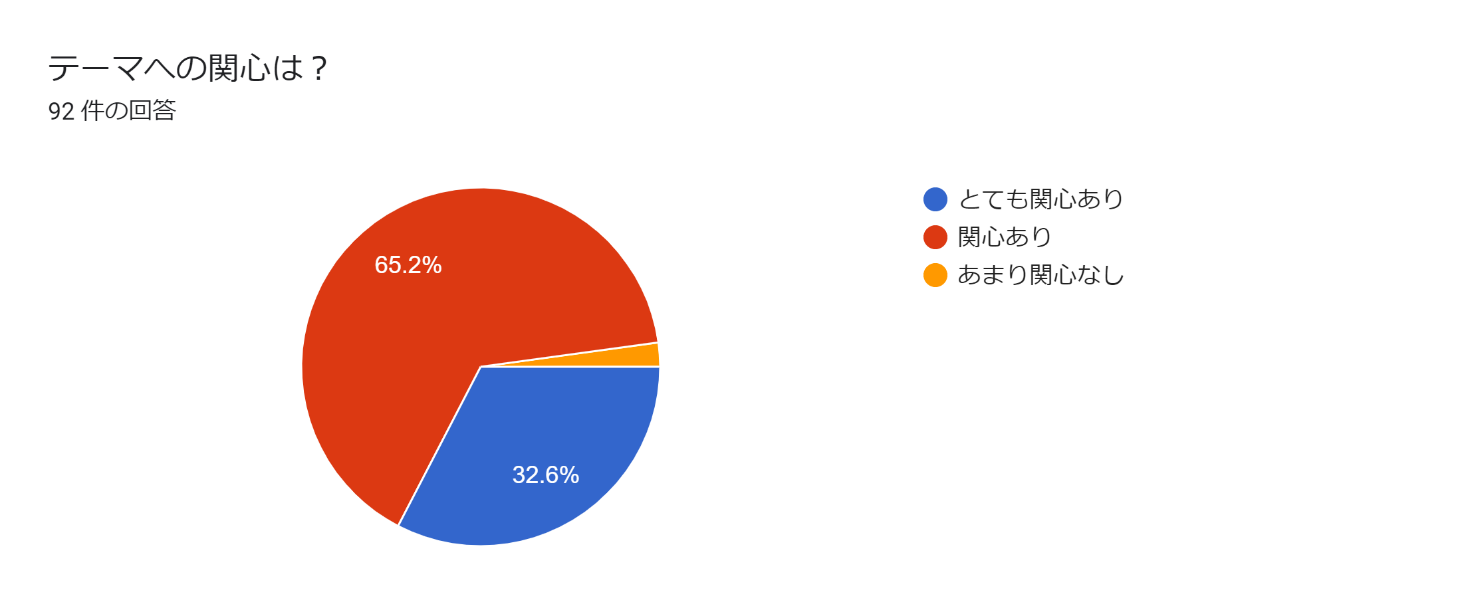 テーマへの関心は？
92 件の回答
とても関心あり
関心あり
あまり関心なし
65.2%
32.6%